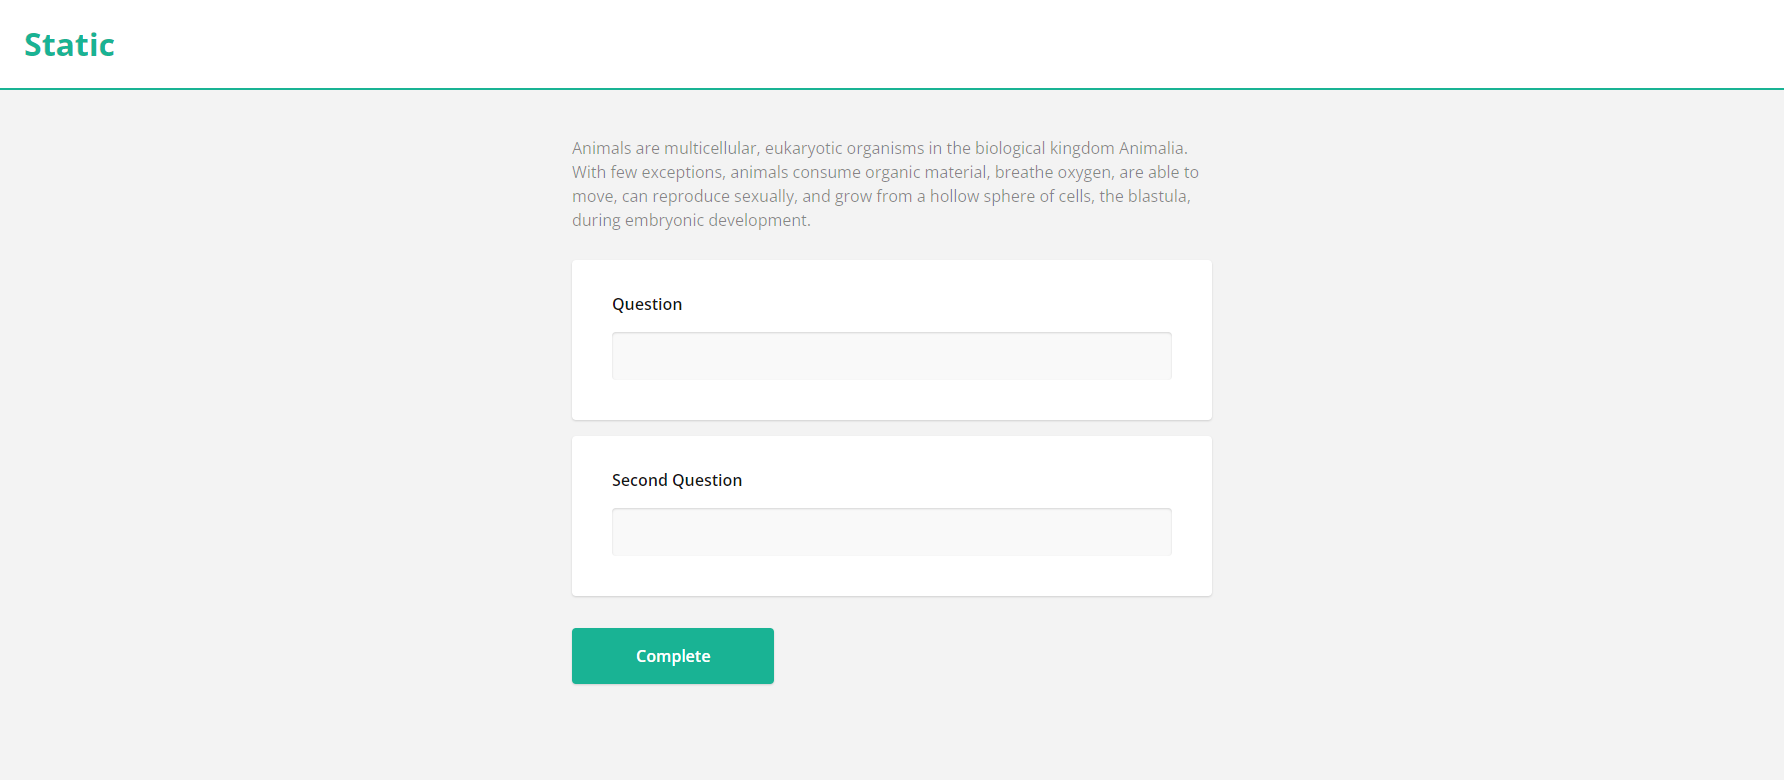 Static
Animals are multicellular, eukaryotic organisms in the biological kingdom Animalia.
With few exceptions, animals consume organic material, breathe oxygen, are able to
move, can reproduce sexually, and grow from a hollow sphere of cells, the blastula,
during embryonic development.
Question
Second Question
Complete